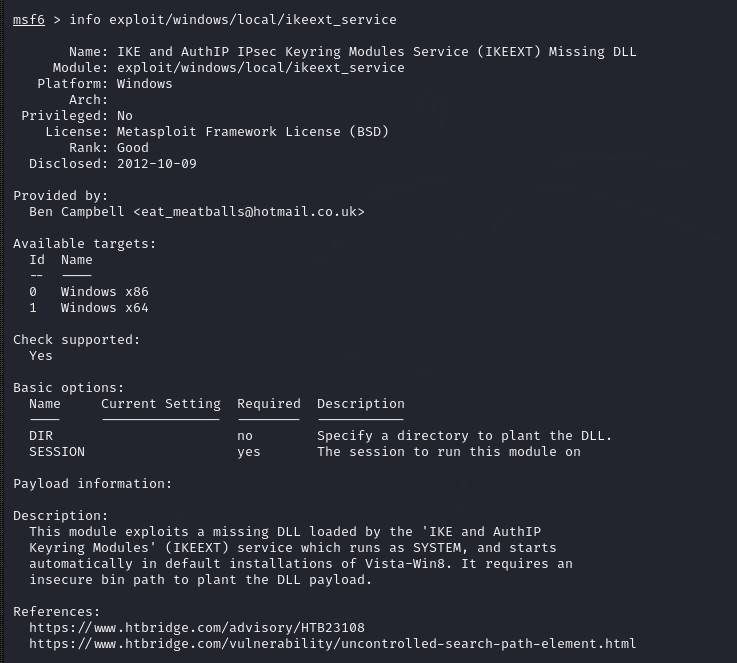 msf6 > info exploit/windows/local/ikeext_service
Name: IKE and AuthIP IPsec Keyring Modules Service (IKEEXT) Missing DLL
Module: exploit/windows/local/ikeext_service
Platform: Windows
Arch:
Privileged: No
License: Metasploit Framework License (BSD)
Rank: Good
Disclosed: 2012-10-09
Provided by:
Ben Campbell <eat_meatballs@hotmail.co.uk>
Available targets:
Id  Name
--  ----
0   Windows x86
1   Windows x64
Check supported:
Yes
Basic options:
Name     Current Setting  Required  Description
----     ---------------  --------  -----------
DIR                       no        Specify a directory to plant the DLL.
SESSION                   yes       The session to run this module on
Payload information:
Description:
This module exploits a missing DLL loaded by the 'IKE and AuthIP
Keyring Modules' (IKEEXT) service which runs as SYSTEM, and starts
automatically in default installations of Vista-Win8. It requires an
insecure bin path to plant the DLL payload.
References:
https://www.htbridge.com/advisory/HTB23108
https://www.htbridge.com/vulnerability/uncontrolled-search-path-element.html